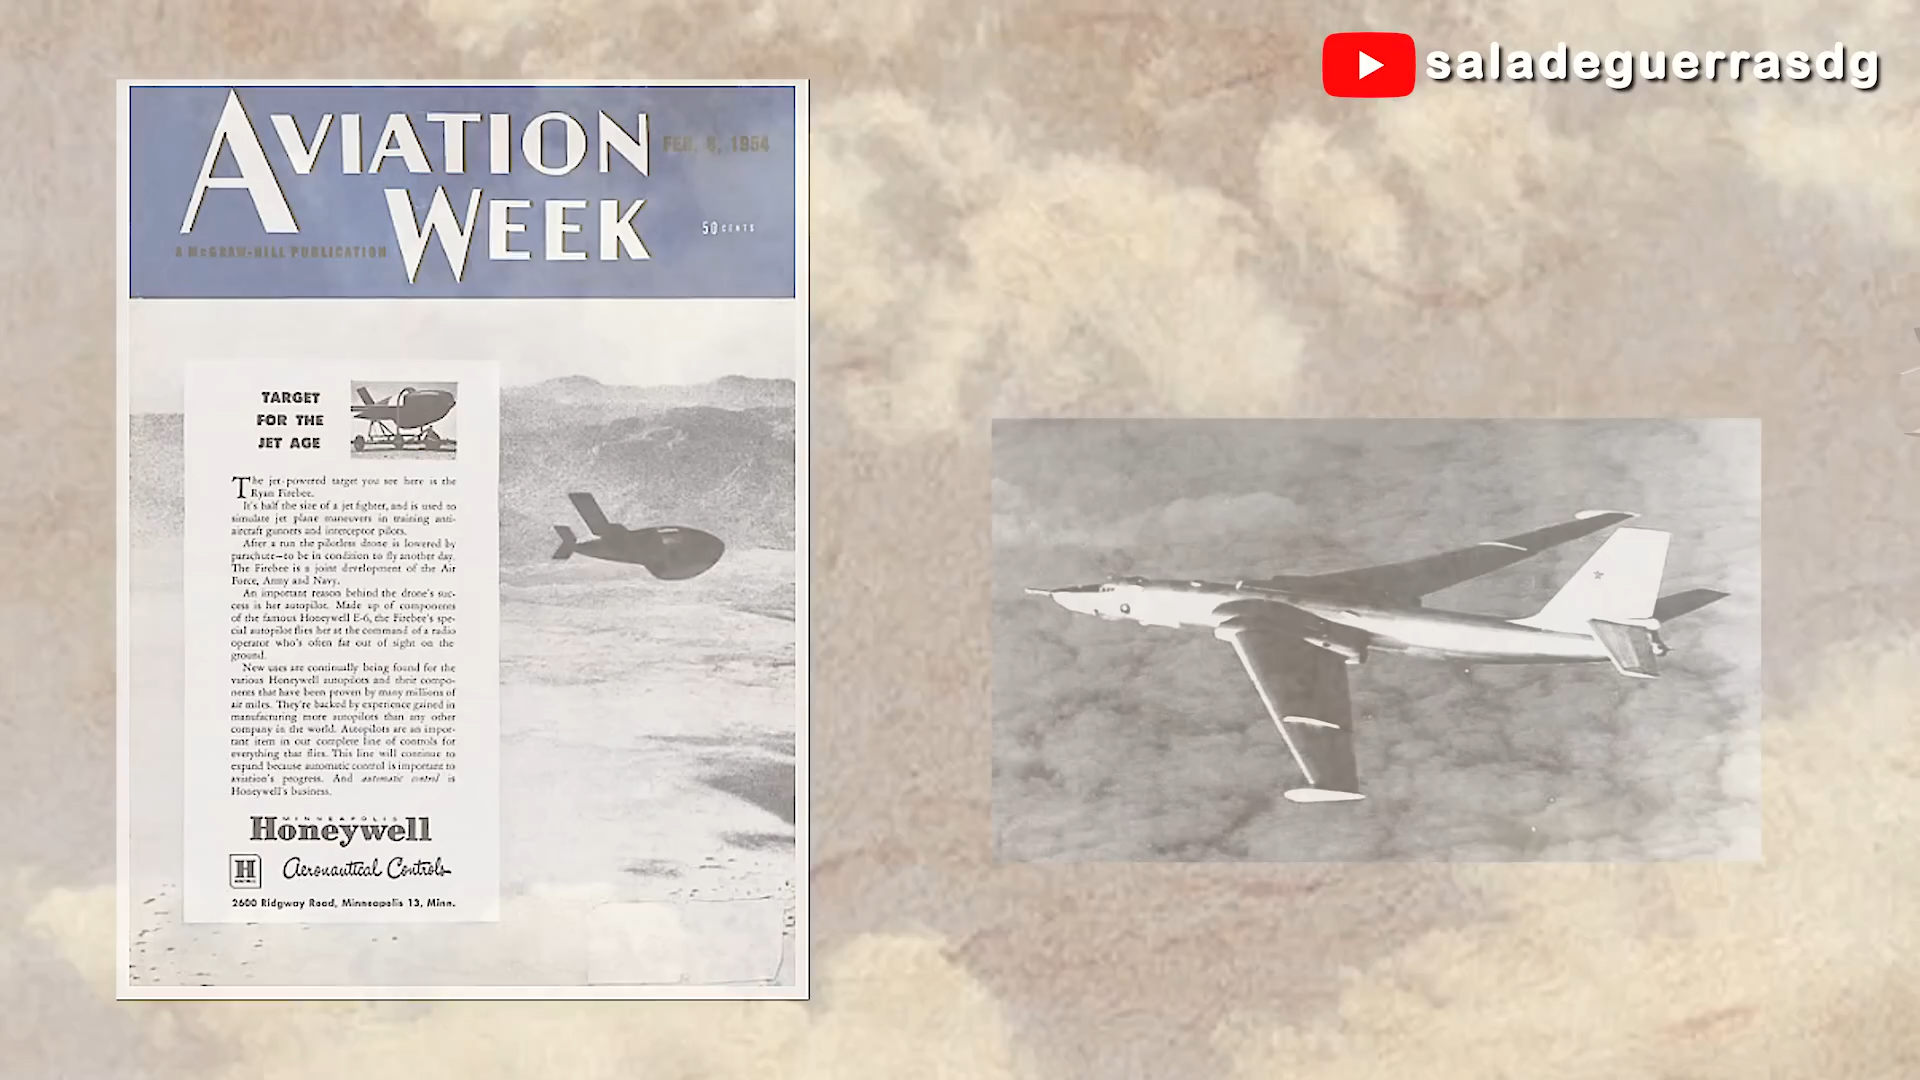 saladeguerrasdg
AVIATION
WEEK
FEB. 8, 1954
50 CENTS
A McGRAW-HILL PUBLICATION
TARGET
FOR THE
JET AGE
The jet-powered target you see here is the
Ryan Firebee.
It's half the size of a jet fighter, and is used to
simulate jet plane maneuvers in training anti-
aircraft gunners and interceptor pilots.
After a run the pilotless drone is lowered by
parachute—to be in condition to fly another day.
The Firebee is a joint development of the Air
Force, Army and Navy.
An important reason behind the drone's suc-
cess is her autopilot. Made up of components
of the famous Honeywell E-6, the Firebee's spe-
cial autopilot flies her at the command of a radio
operator who's often far out of sight on the
ground.
New uses are continually being found for the
various Honeywell autopilots and their compo-
nents that have been proven by many millions of
air miles. They're backed by experience gained in
manufacturing more autopilots than any other
company in the world. Autopilots are an impor-
tant item in our complete line of controls for
everything that flies. This line will continue to
expand because automatic control is important to
aviation's progress. And automatic control is
Honeywell's business.
MINNEAPOLIS
Honeywell
H
Aeronautical Controls
2600 Ridgway Road, Minneapolis 13, Minn.